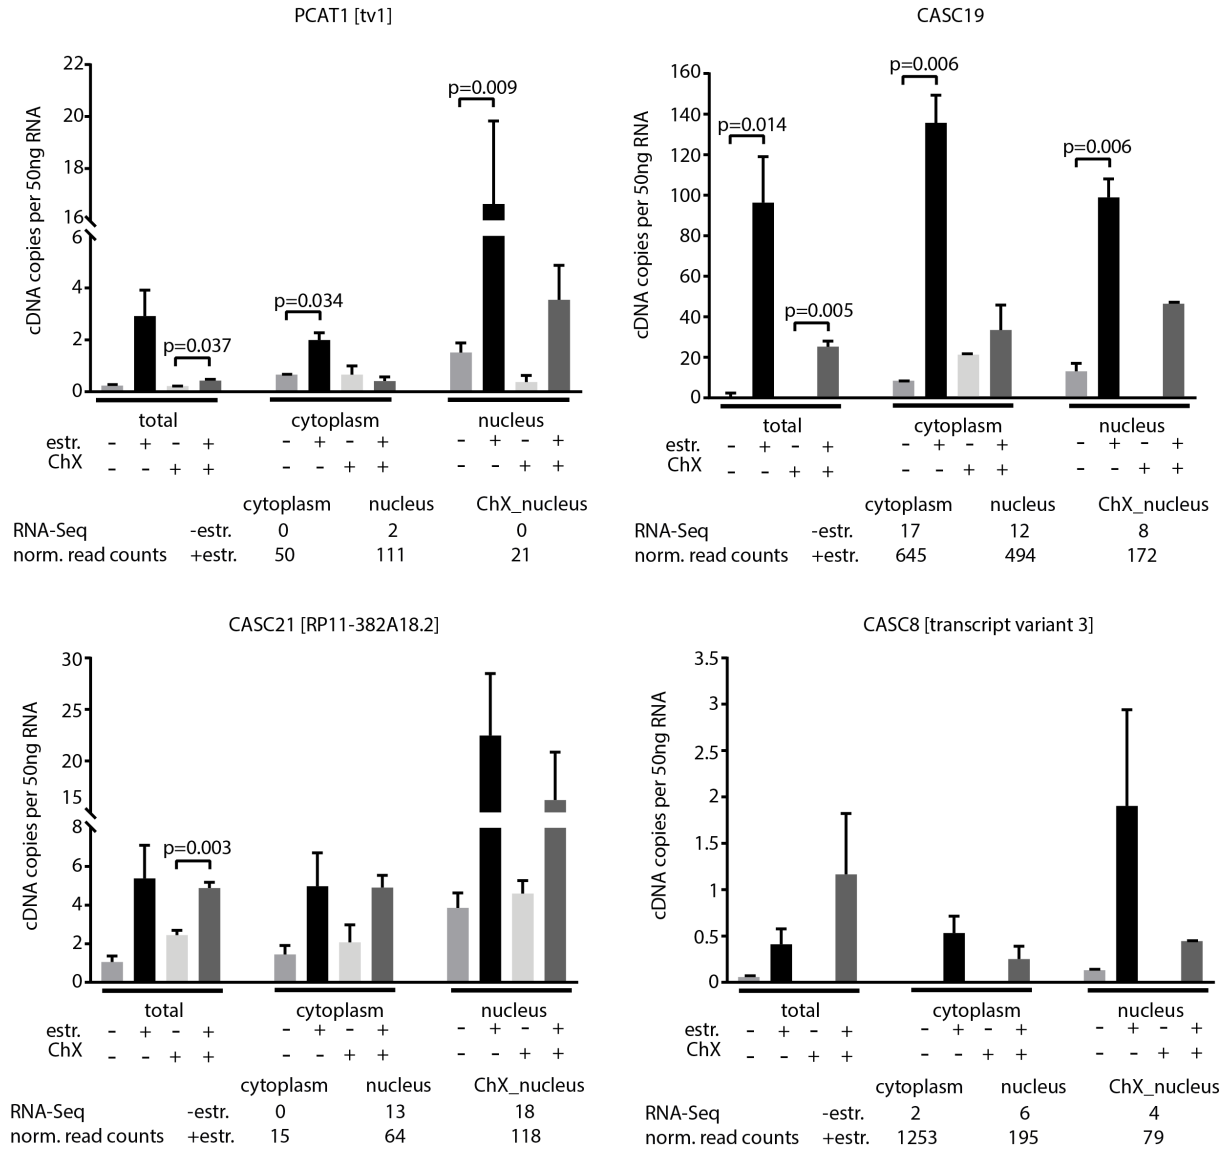 PCAT1 [tv1]
cDNA copies per 50ng RNA
22
20
18
16
6
4
2
0
p=0.037
p=0.034
p=0.009
total cytoplasm nucleus
estr. - + - + - + - + - + - +
ChX - - + + - - + + - - + +
cytoplasm nucleus ChX_nucleus
RNA-Seq -estr. 0 2 0
norm. read counts +estr. 50 111 21
CASC19
cDNA copies per 50ng RNA
160
140
120
100
80
60
40
20
0
p=0.014
p=0.005
p=0.006
p=0.006
total cytoplasm nucleus
estr. - + - + - + - + - + - +
ChX - - + + - - + + - - + +
cytoplasm nucleus ChX_nucleus
RNA-Seq -estr. 17 12 8
norm. read counts +estr. 645 494 172
CASC21 [RP11-382A18.2]
cDNA copies per 50ng RNA
30
25
20
15
8
6
4
2
0
p=0.003
total cytoplasm nucleus
estr. - + - + - + - + - + - +
ChX - - + + - - + + - - + +
cytoplasm nucleus ChX_nucleus
RNA-Seq -estr. 0 13 18
norm. read counts +estr. 15 64 118
CASC8 [transcript variant 3]
cDNA copies per 50ng RNA
3.5
3
2.5
2
1.5
1
0.5
0
total cytoplasm nucleus
estr. - + - + - + - + - + - +
ChX - - + + - - + + - - + +
cytoplasm nucleus ChX_nucleus
RNA-Seq -estr. 2 6 4
norm. read counts +estr. 1253 195 79